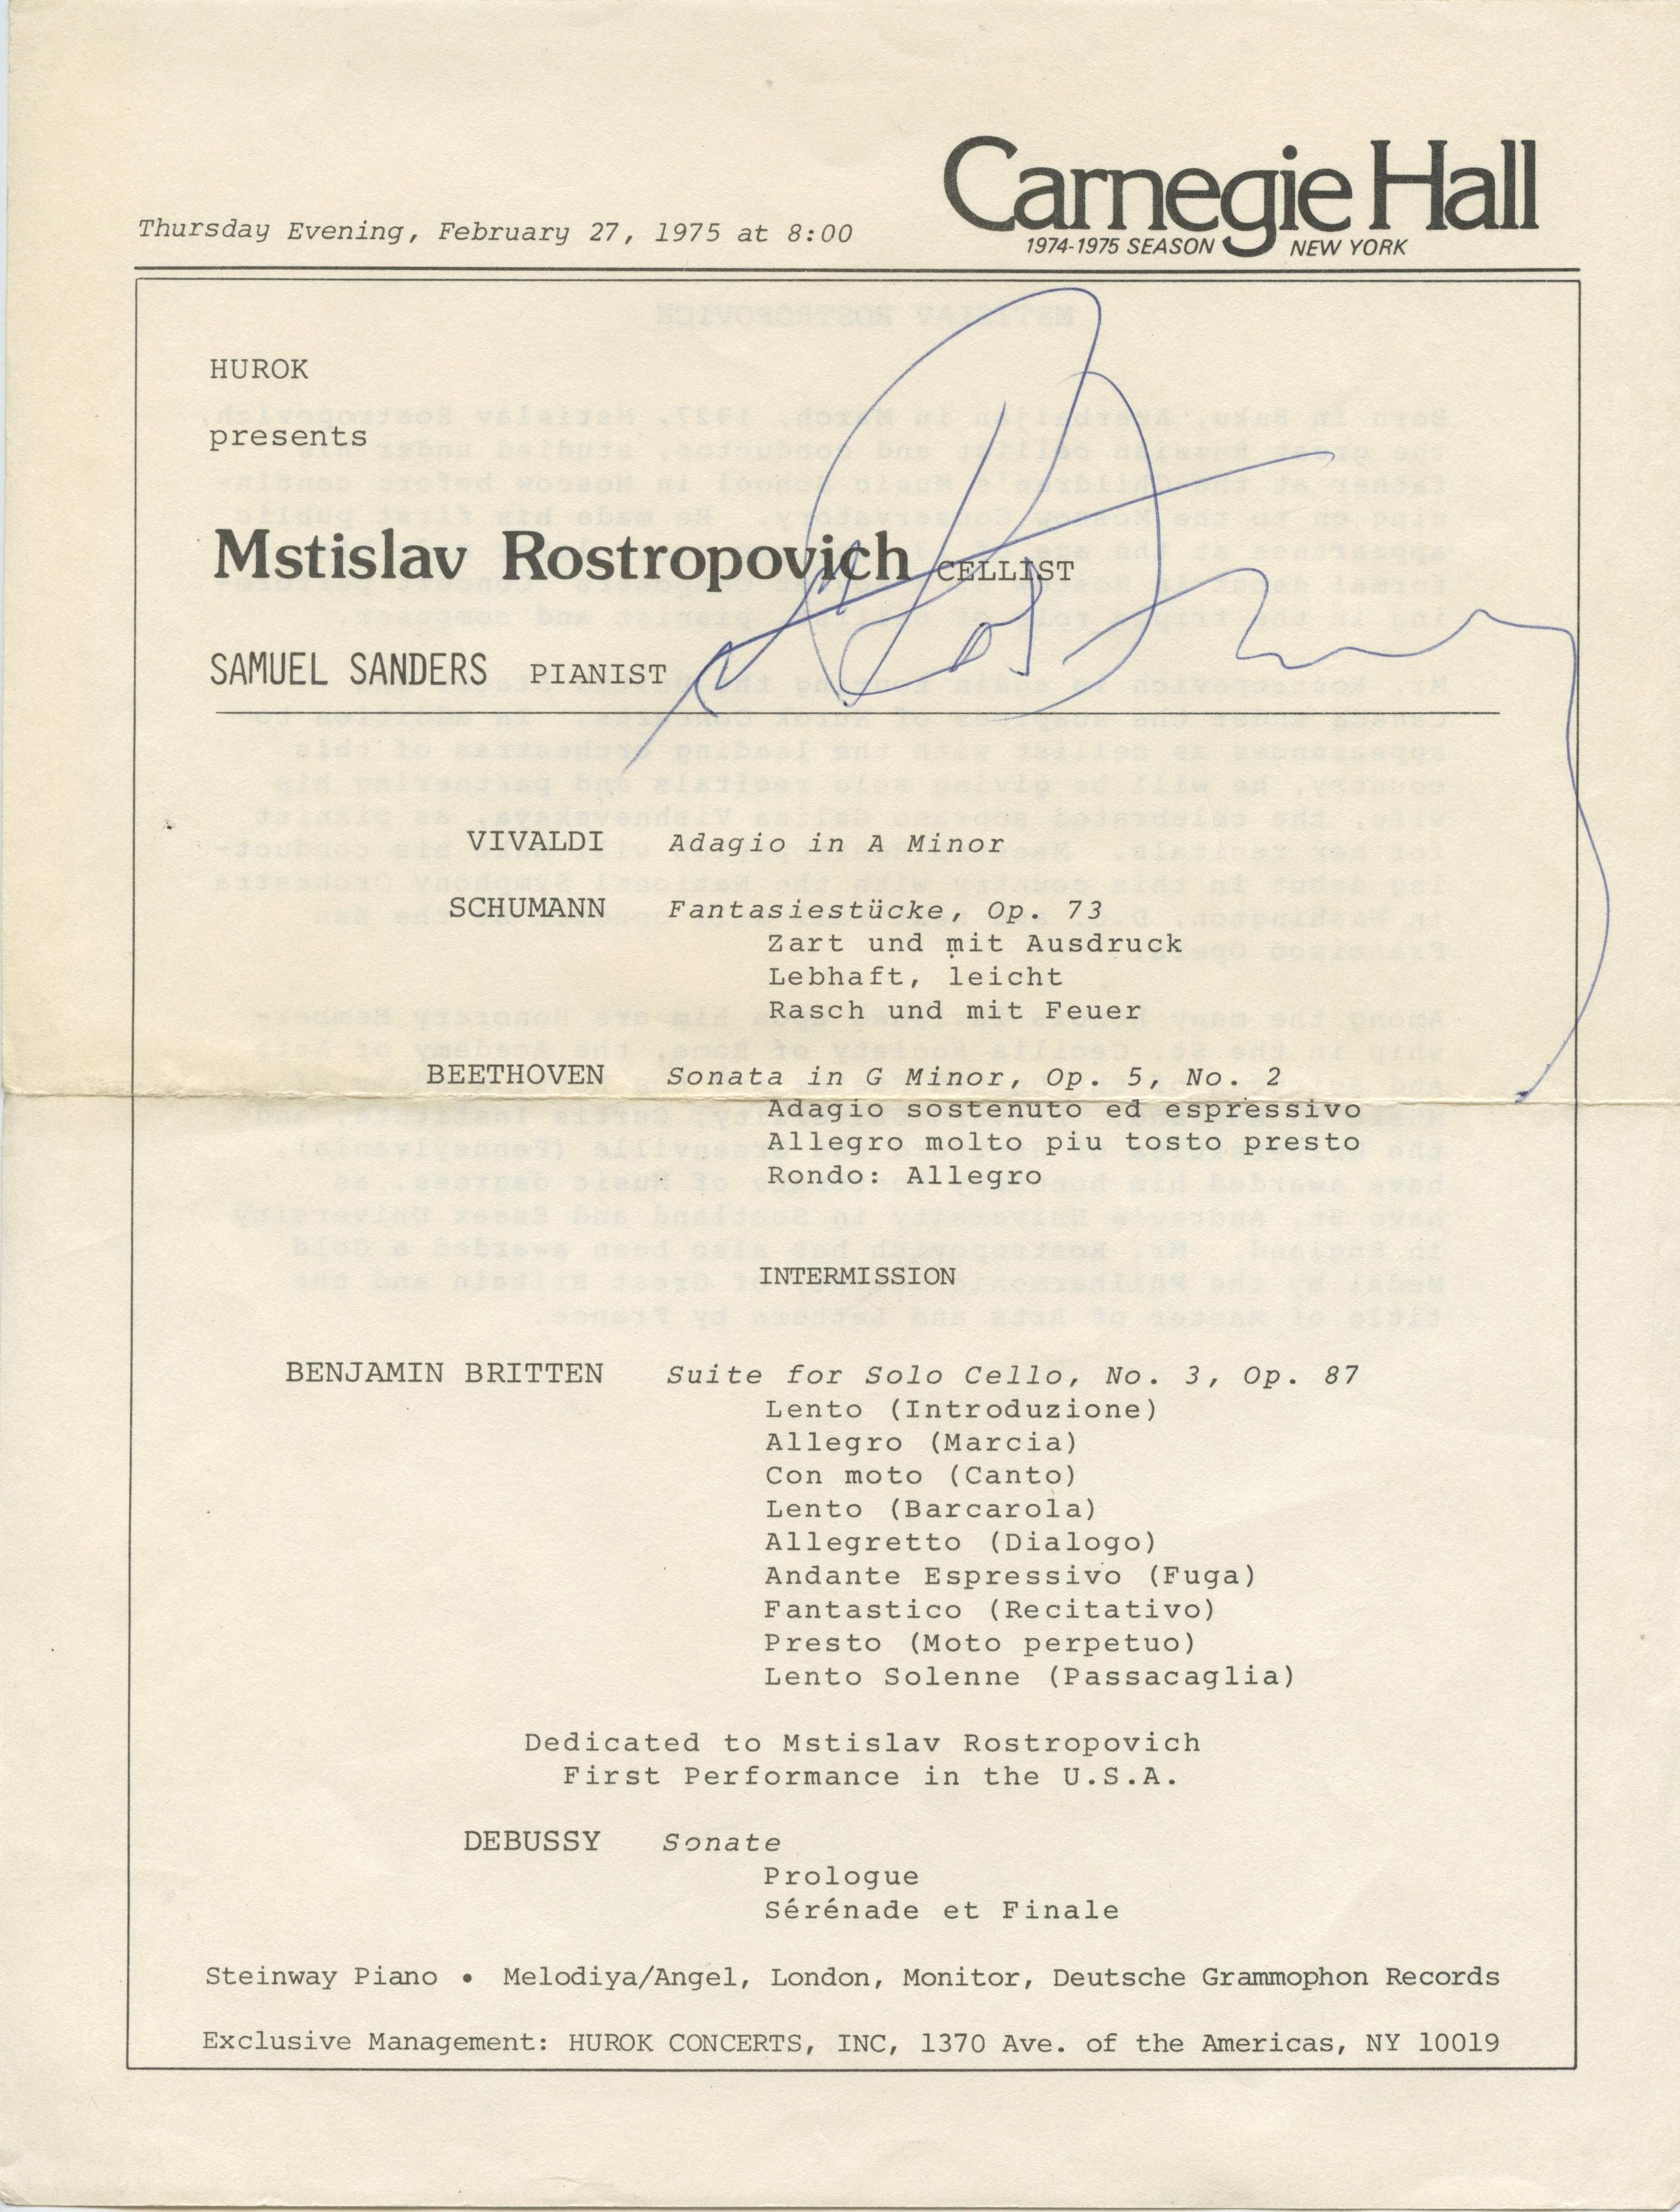 Carnegie Hall
Thursday Evening, February 27, 1975 at 8:00
1974-1975 SEASON NEW YORK
HUROK
presents
Mstislav Rostropovich CELLIST
SAMUEL SANDERS PIANIST
VIVALDI Adagio in A Minor
SCHUMANN Fantasiestücke, Op. 73
Zart und mit Ausdruck
Lebhaft, leicht
Rasch und mit Feuer
BEETHOVEN Sonata in G Minor, Op. 5, No. 2
Adagio sostenuto ed espressivo
Allegro molto piu tosto presto
Rondo: Allegro
INTERMISSION
BENJAMIN BRITTEN Suite for Solo Cello, No. 3, Op. 87
Lento (Introduzione)
Allegro (Marcia)
Con moto (Canto)
Lento (Barcarola)
Allegretto (Dialogo)
Andante Espressivo (Fuga)
Fantastico (Recitativo)
Presto (Moto perpetuo)
Lento Solenne (Passacaglia)
Dedicated to Mstislav Rostropovich
First Performance in the U.S.A.
DEBUSSY Sonate
Prologue
Sérénade et Finale
Steinway Piano • Melodiya/Angel, London, Monitor, Deutsche Grammophon Records
Exclusive Management: HUROK CONCERTS, INC, 1370 Ave. of the Americas, NY 10019